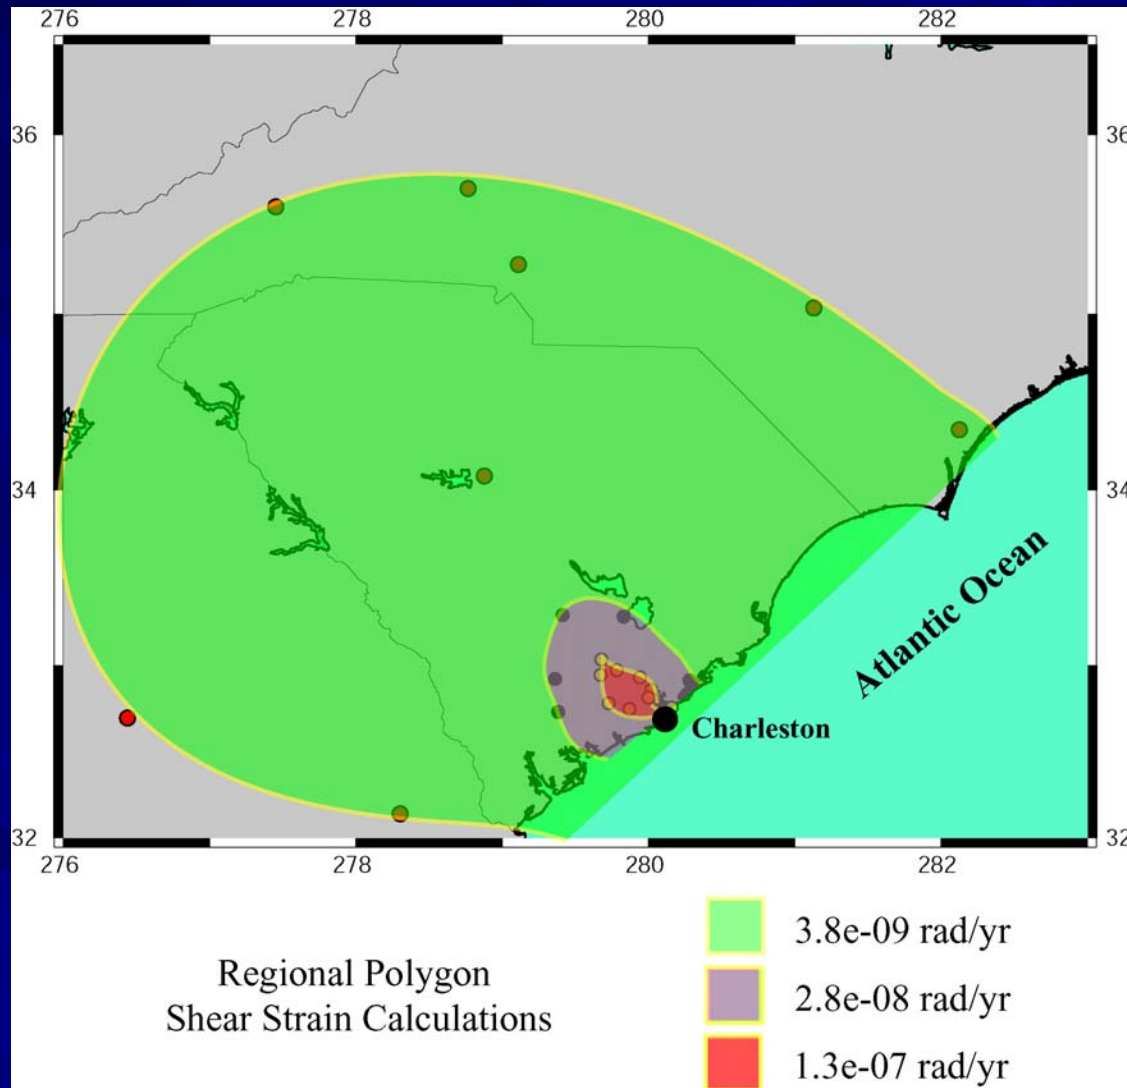 276 278 280 282
36 36
34 34
Atlantic Ocean
Charleston
32 32
276 278 280 282
3.8e-09 rad/yr
Regional Polygon
Shear Strain Calculations
2.8e-08 rad/yr
1.3e-07 rad/yr